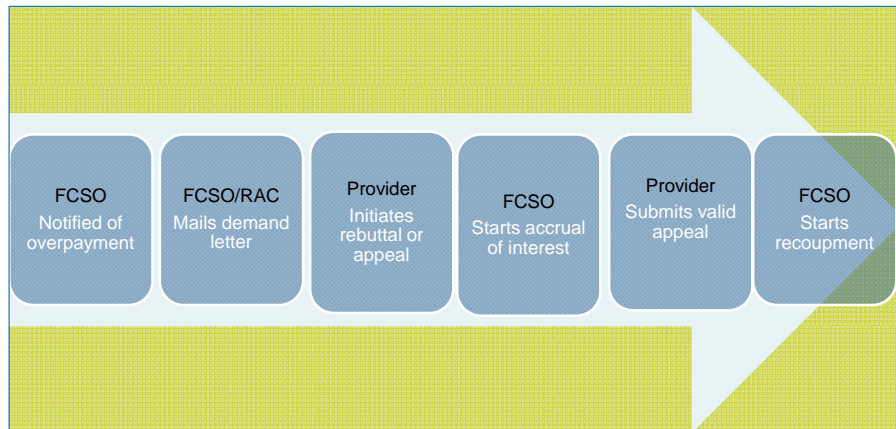 FCSO
Notified of
overpayment
FCSO/RAC
Mails demand
letter
Provider
Initiates
rebuttal or
appeal
FCSO
Starts accrual
of interest
Provider
Submits valid
appeal
FCSO
Starts
recoupment